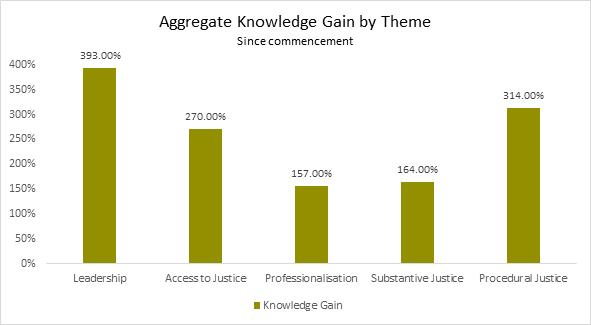 Aggregate Knowledge Gain by Theme
Since commencement
400%
350%
300%
250%
200%
150%
100%
50%
0%
393.00%
270.00%
157.00%
164.00%
314.00%
Leadership
Access to Justice
Professionalisation
Substantive Justice
Procedural Justice
Knowledge Gain